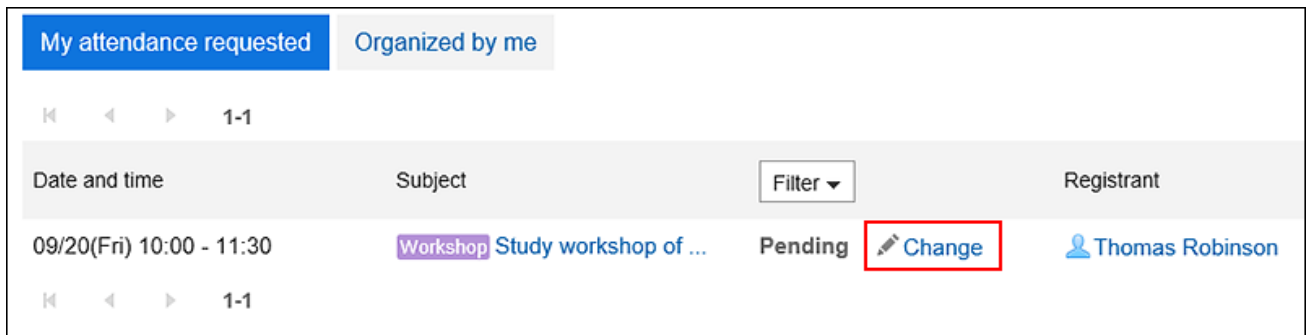 My attendance requested Organized by me
1-1
Date and time Subject Filter Registrant
09/20(Fri) 10:00 - 11:30 Workshop Study workshop of ... Pending Change Thomas Robinson
1-1